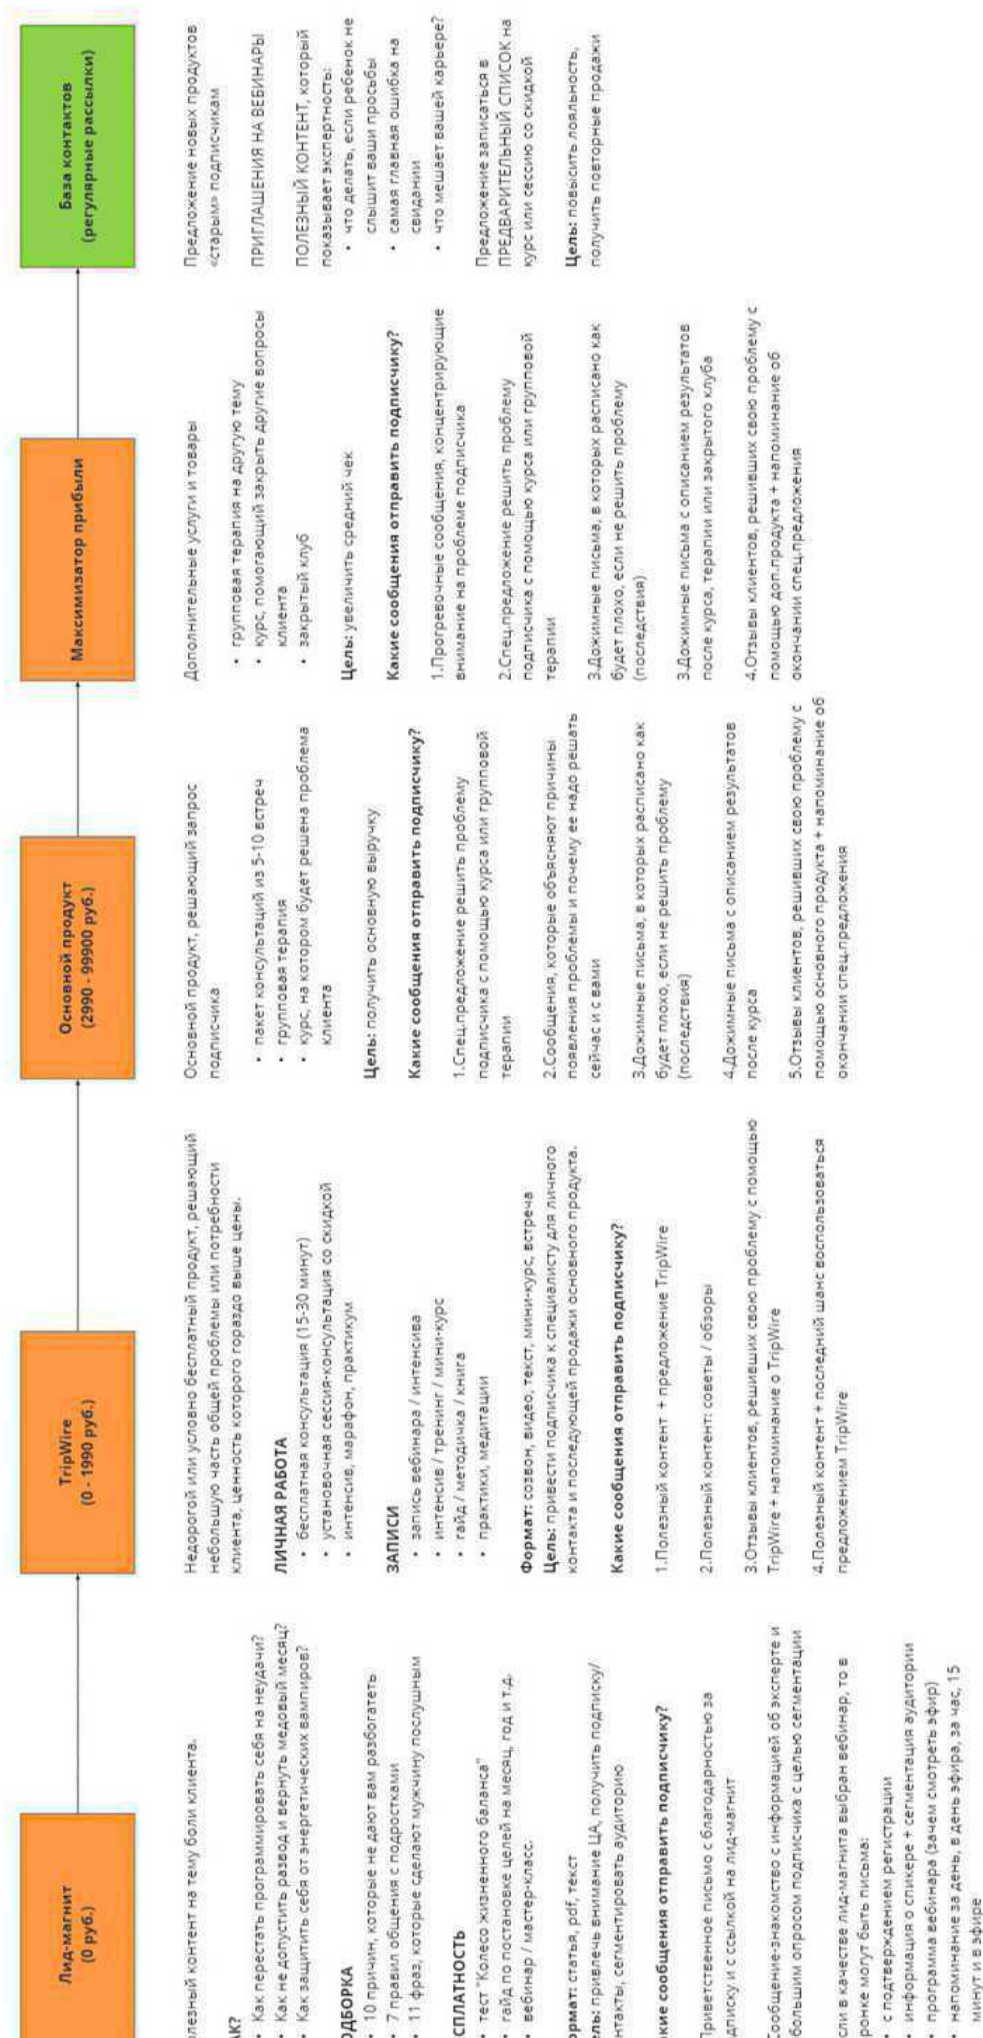 Лид-магнит
(0 руб.)
лезный контент на тему боли клиента.
АК?
• Как перестать программировать себя на неудачи?
• Как не допустить развод и вернуть медовый месяц?
• Как защитить себя от энергетических вампиров?
ОДБОРКА
• 10 причин, которые не дают вам разбогатеть
• 7 правил общения с подростками
• 11 фраз, которые сделают мужчину послушным
СПЛАТНОСТЬ
• тест "Колесо жизненного баланса"
• гайд по постановке целей на месяц, год и т.д.
• вебинар / мастер-класс.
рмат: статья, pdf, текст
ель: привлечь внимание ЦА, получить подписку/
нтакты, сегментировать аудиторию
акие сообщения отправить подписчику?
Приветственное письмо с благодарностью за
дписку и с ссылкой на лид-магнит
Сообщение-знакомство с информацией об эксперте и
большим опросом подписчика с целью сегментации
сли в качестве лид-магнита выбран вебинар, то в
ронке могут быть письма:
• с подтверждением регистрации
информация о спикере + сегментация аудитории
программа вебинара (зачем смотреть эфир)
напоминание за день, в день эфира, за час, 15
минут и в эфире
TripWire
(0 - 1990 руб.)
Недорогой или условно бесплатный продукт, решающий
небольшую часть общей проблемы или потребности
клиента, ценность которого гораздо выше цены.
ЛИЧНАЯ РАБОТА
• бесплатная консультация (15-30 минут)
• установочная сессия-консультация со скидкой
• интенсив, марафон, практикум
ЗАПИСИ
• запись вебинара / интенсива
• интенсив / тренинг / мини-курс
• гайд / методичка / книга
• практики, медитации
Формат: созвон, видео, текст, мини-курс, встреча
Цель: привести подписчика к специалисту для личного
контакта и последующей продажи основного продукта.
Какие сообщения отправить подписчику?
1.Полезный контент + предложение TripWire
2.Полезный контент: советы / обзоры
3.Отзывы клиентов, решивших свою проблему с помощью
TripWire + напоминание о TripWire
4.Полезный контент + последний шанс воспользоваться
предложением TripWire
Основной продукт
(2990 - 99900 руб.)
Основной продукт, решающий запрос
подписчика
• пакет консультаций из 5-10 встреч
• групповая терапия
• курс, на котором будет решена проблема
клиента
Цель: получить основную выручку
Какие сообщения отправить подписчику?
1.Спец.предложение решить проблему
подписчика с помощью курса или групповой
терапии
2.Сообщения, которые объясняют причины
появления проблемы и почему ее надо решать
сейчас и с вами
3.Дожимные письма, в которых расписано как
будет плохо, если не решить проблему
(последствия)
4.Дожимные письма с описанием результатов
после курса
5.Отзывы клиентов, решивших свою проблему с
помощью основного продукта + напоминание об
окончании спец.предложения
Максимизатор прибыли
Дополнительные услуги и товары
• групповая терапия на другую тему
• курс, помогающий закрыть другие вопросы
клиента
• закрытый клуб
Цель: увеличить средний чек
Какие сообщения отправить подписчику?
1.Прогревочные сообщения, концентрирующие
внимание на проблеме подписчика
2.Спец.предложение решить проблему
подписчика с помощью курса или групповой
терапии
3.Дожимные письма, в которых расписано как
будет плохо, если не решить проблему
(последствия)
3.Дожимные письма с описанием результатов
после курса, терапии или закрытого клуба
4.Отзывы клиентов, решивших свою проблему с
помощью доп.продукта + напоминание об
окончании спец.предложения
База контактов
(регулярные рассылки)
Предложение новых продуктов
«старым» подписчикам
ПРИГЛАШЕНИЯ НА ВЕБИНАРЫ
ПОЛЕЗНЫЙ КОНТЕНТ, который
показывает экспертность:
• что делать, если ребенок не
слышит ваши просьбы
• самая главная ошибка на
свидании
• что мешает вашей карьере?
Предложение записаться в
ПРЕДВАРИТЕЛЬНЫЙ СПИСОК на
курс или сессию со скидкой
Цель: повысить лояльность,
получить повторные продажи